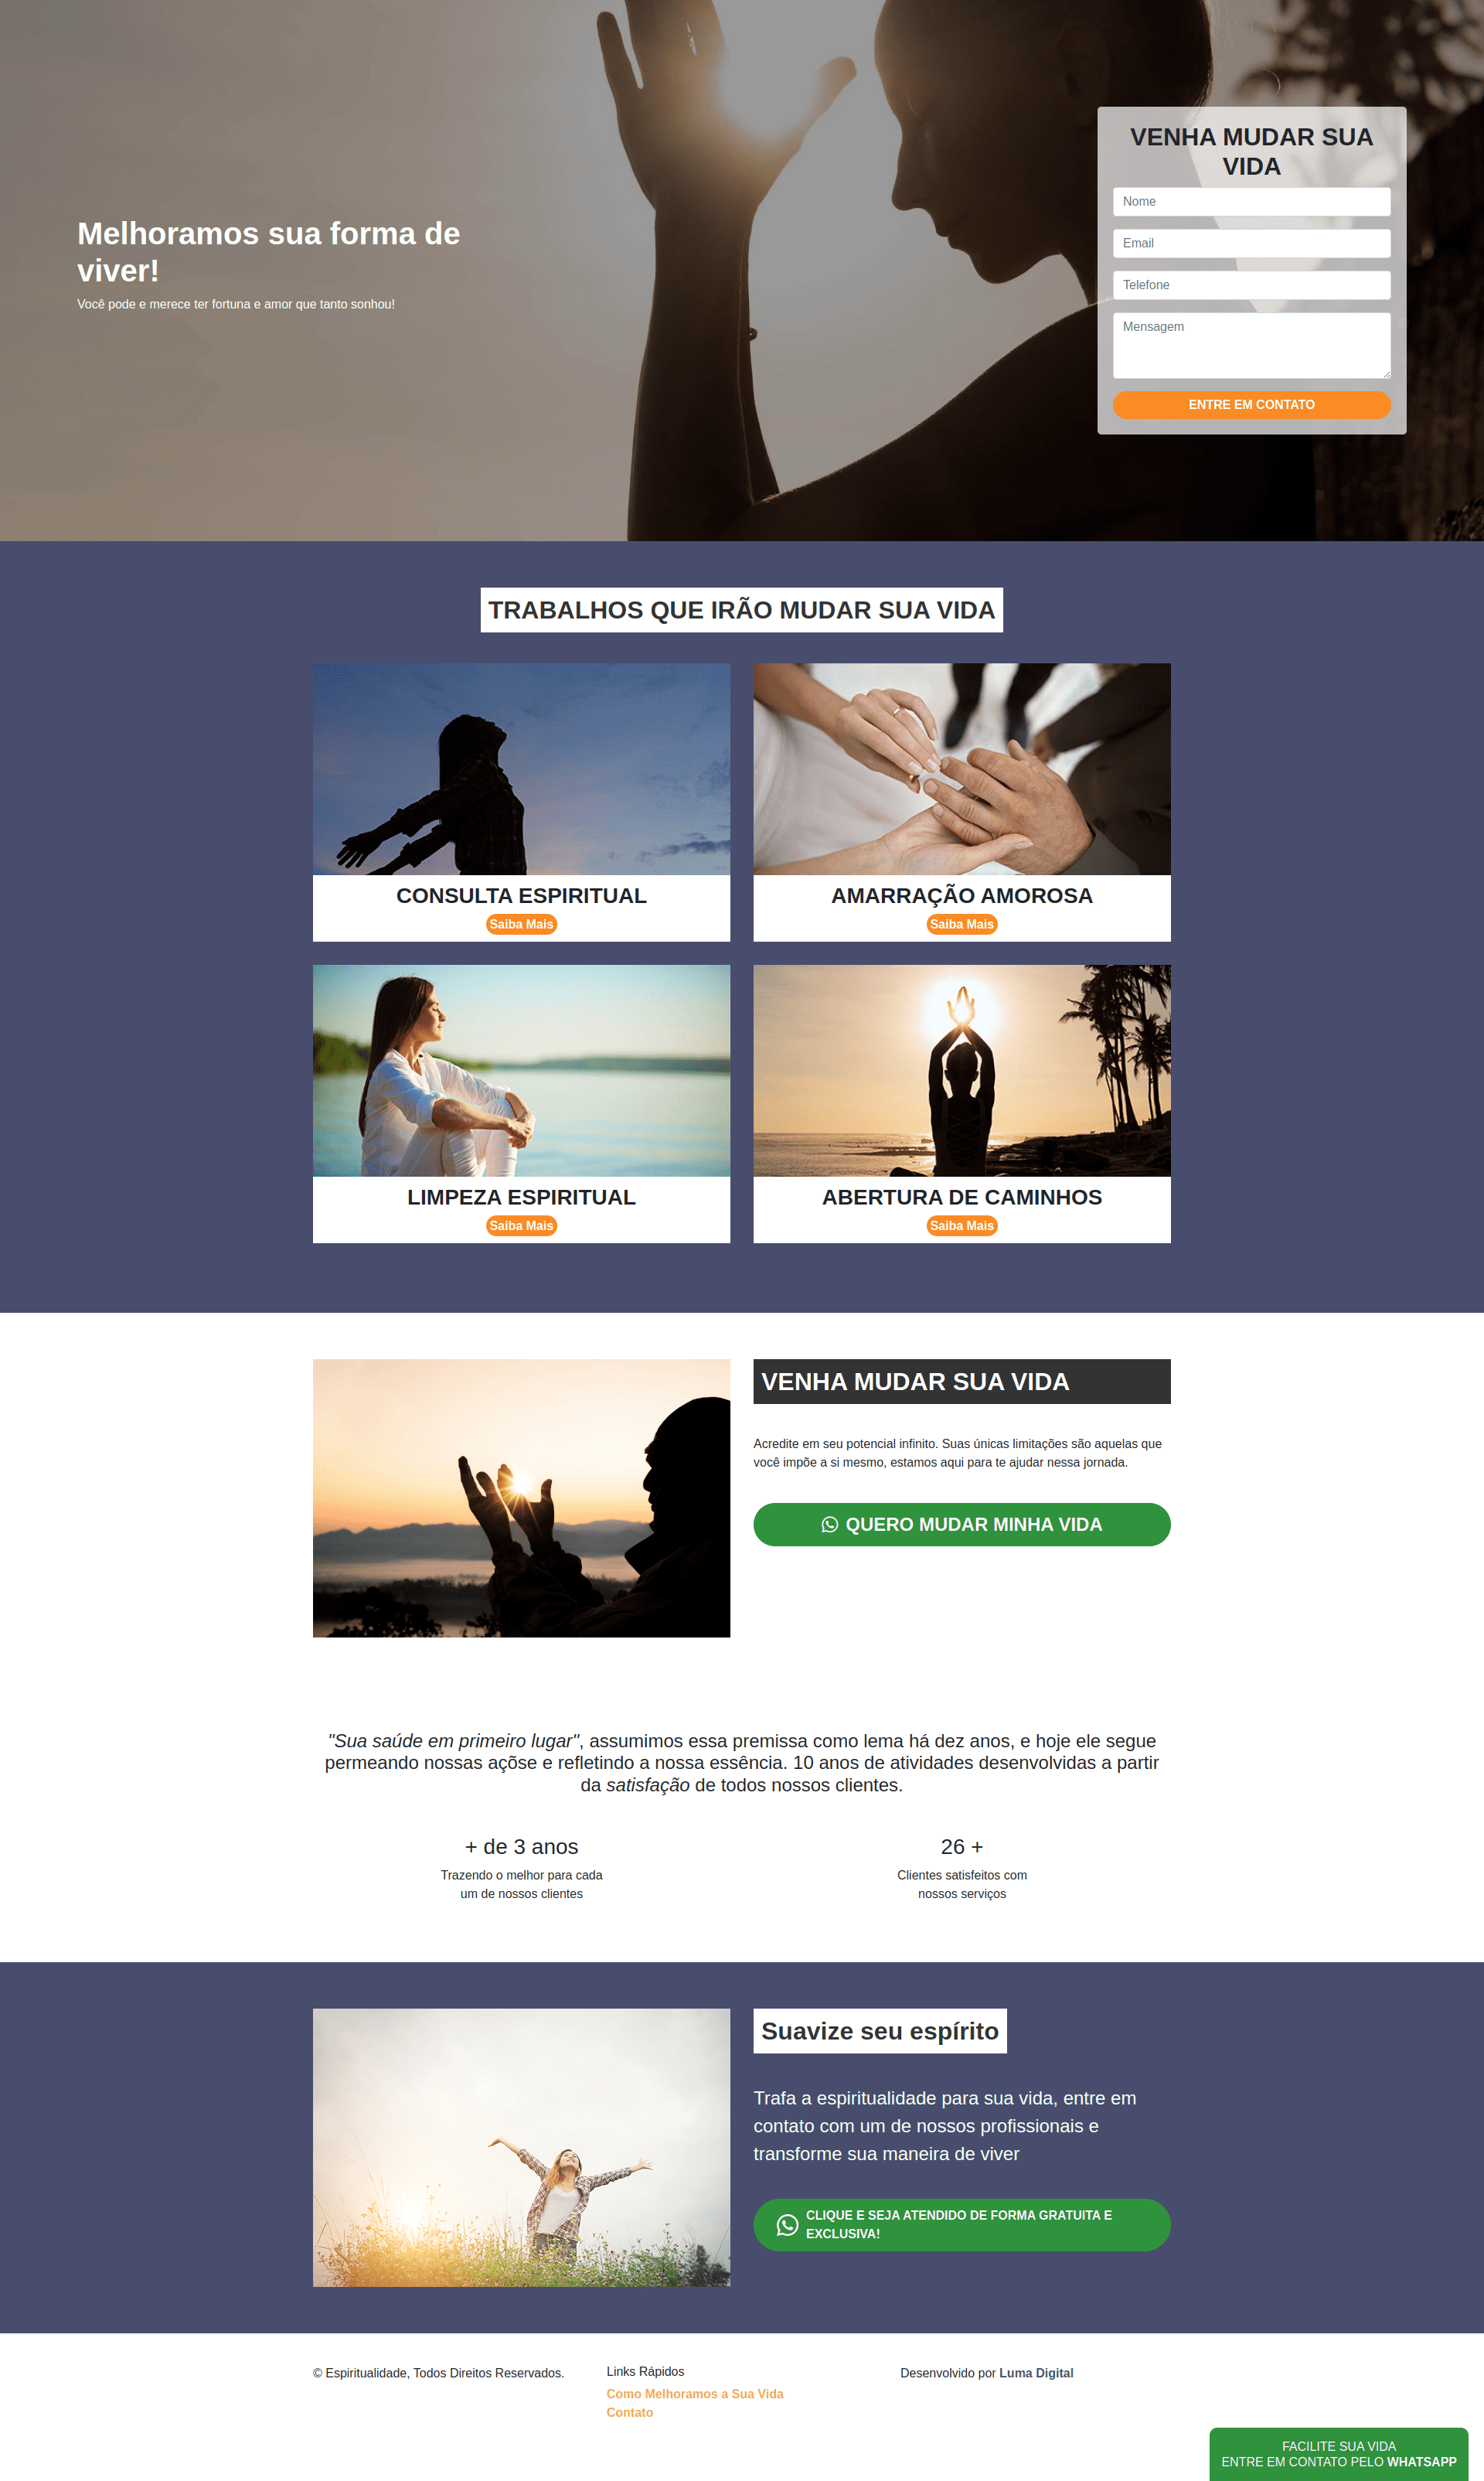 Melhoramos sua forma de
viver!
Você pode e merece ter fortuna e amor que tanto sonhou!
VENHA MUDAR SUA
VIDA
Nome
Email
Telefone
Mensagem
ENTRE EM CONTATO
TRABALHOS QUE IRÃO MUDAR SUA VIDA
CONSULTA ESPIRITUAL
Saiba Mais
AMARRAÇÃO AMOROSA
Saiba Mais
LIMPEZA ESPIRITUAL
Saiba Mais
ABERTURA DE CAMINHOS
Saiba Mais
VENHA MUDAR SUA VIDA
Acredite em seu potencial infinito. Suas únicas limitações são aquelas que
você impõe a si mesmo, estamos aqui para te ajudar nessa jornada.
QUERO MUDAR MINHA VIDA
"Sua saúde em primeiro lugar", assumimos essa premissa como lema há dez anos, e hoje ele segue
permeando nossas açõse e refletindo a nossa essência. 10 anos de atividades desenvolvidas a partir
da satisfação de todos nossos clientes.
+ de 3 anos
Trazendo o melhor para cada
um de nossos clientes
26 +
Clientes satisfeitos com
nossos serviços
Suavize seu espírito
Trafa a espiritualidade para sua vida, entre em
contato com um de nossos profissionais e
transforme sua maneira de viver
CLIQUE E SEJA ATENDIDO DE FORMA GRATUITA E
EXCLUSIVA!
© Espiritualidade, Todos Direitos Reservados.
Links Rápidos
Como Melhoramos a Sua Vida
Contato
Desenvolvido por Luma Digital
FACILITE SUA VIDA
ENTRE EM CONTATO PELO WHATSAPP